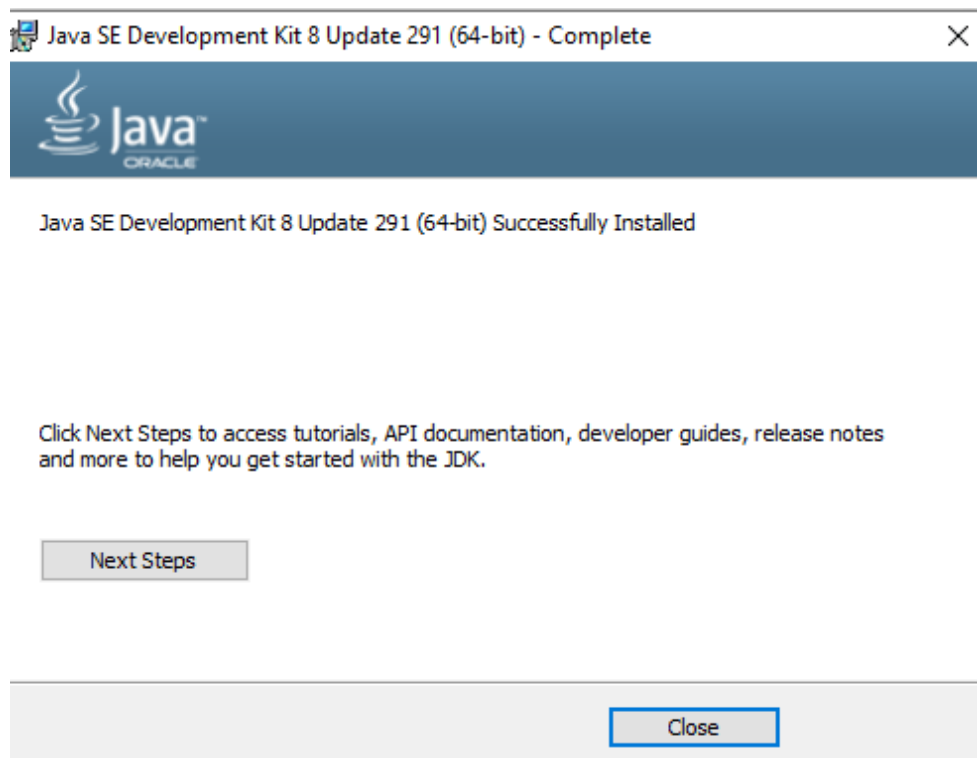 Java SE Development Kit 8 Update 291 (64-bit) - Complete
Java™
ORACLE
Java SE Development Kit 8 Update 291 (64-bit) Successfully Installed
Click Next Steps to access tutorials, API documentation, developer guides, release notes
and more to help you get started with the JDK.
Next Steps
Close